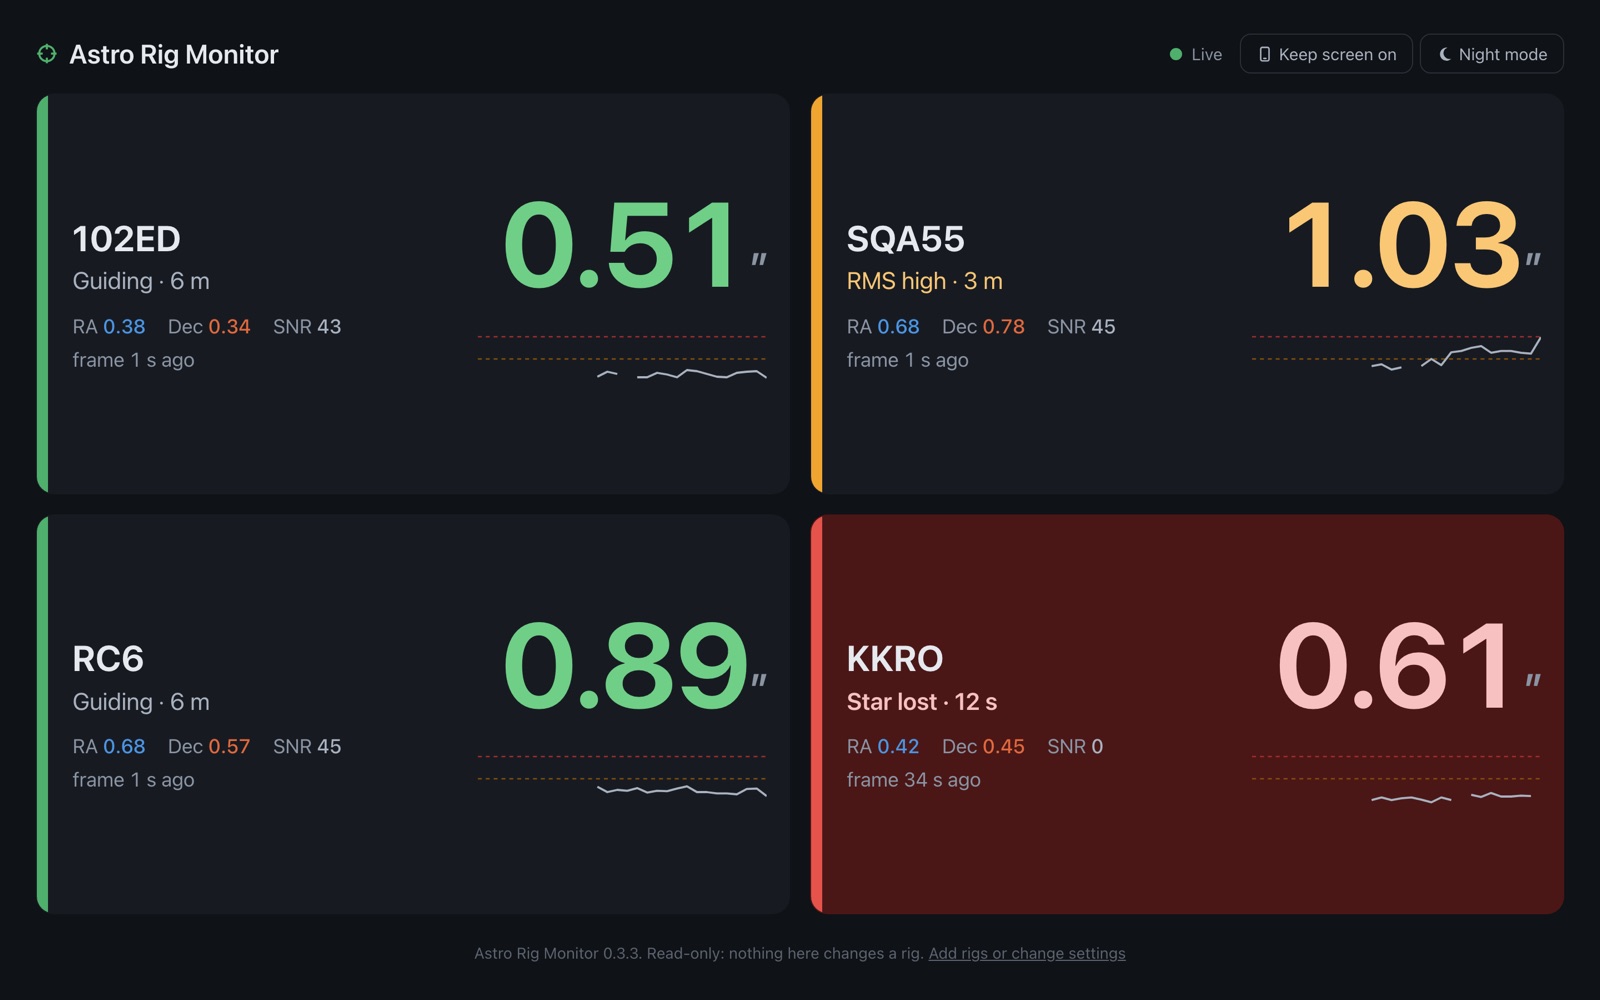 Astro Rig Monitor
Live
Keep screen on
Night mode
102ED
Guiding · 6 m
RA 0.38 Dec 0.34 SNR 43
frame 1 s ago
0.51″
SQA55
RMS high · 3 m
RA 0.68 Dec 0.78 SNR 45
frame 1 s ago
1.03″
RC6
Guiding · 6 m
RA 0.68 Dec 0.57 SNR 45
frame 1 s ago
0.89″
KKRO
Star lost · 12 s
RA 0.42 Dec 0.45 SNR 0
frame 34 s ago
0.61″
Astro Rig Monitor 0.3.3. Read-only: nothing here changes a rig. Add rigs or change settings